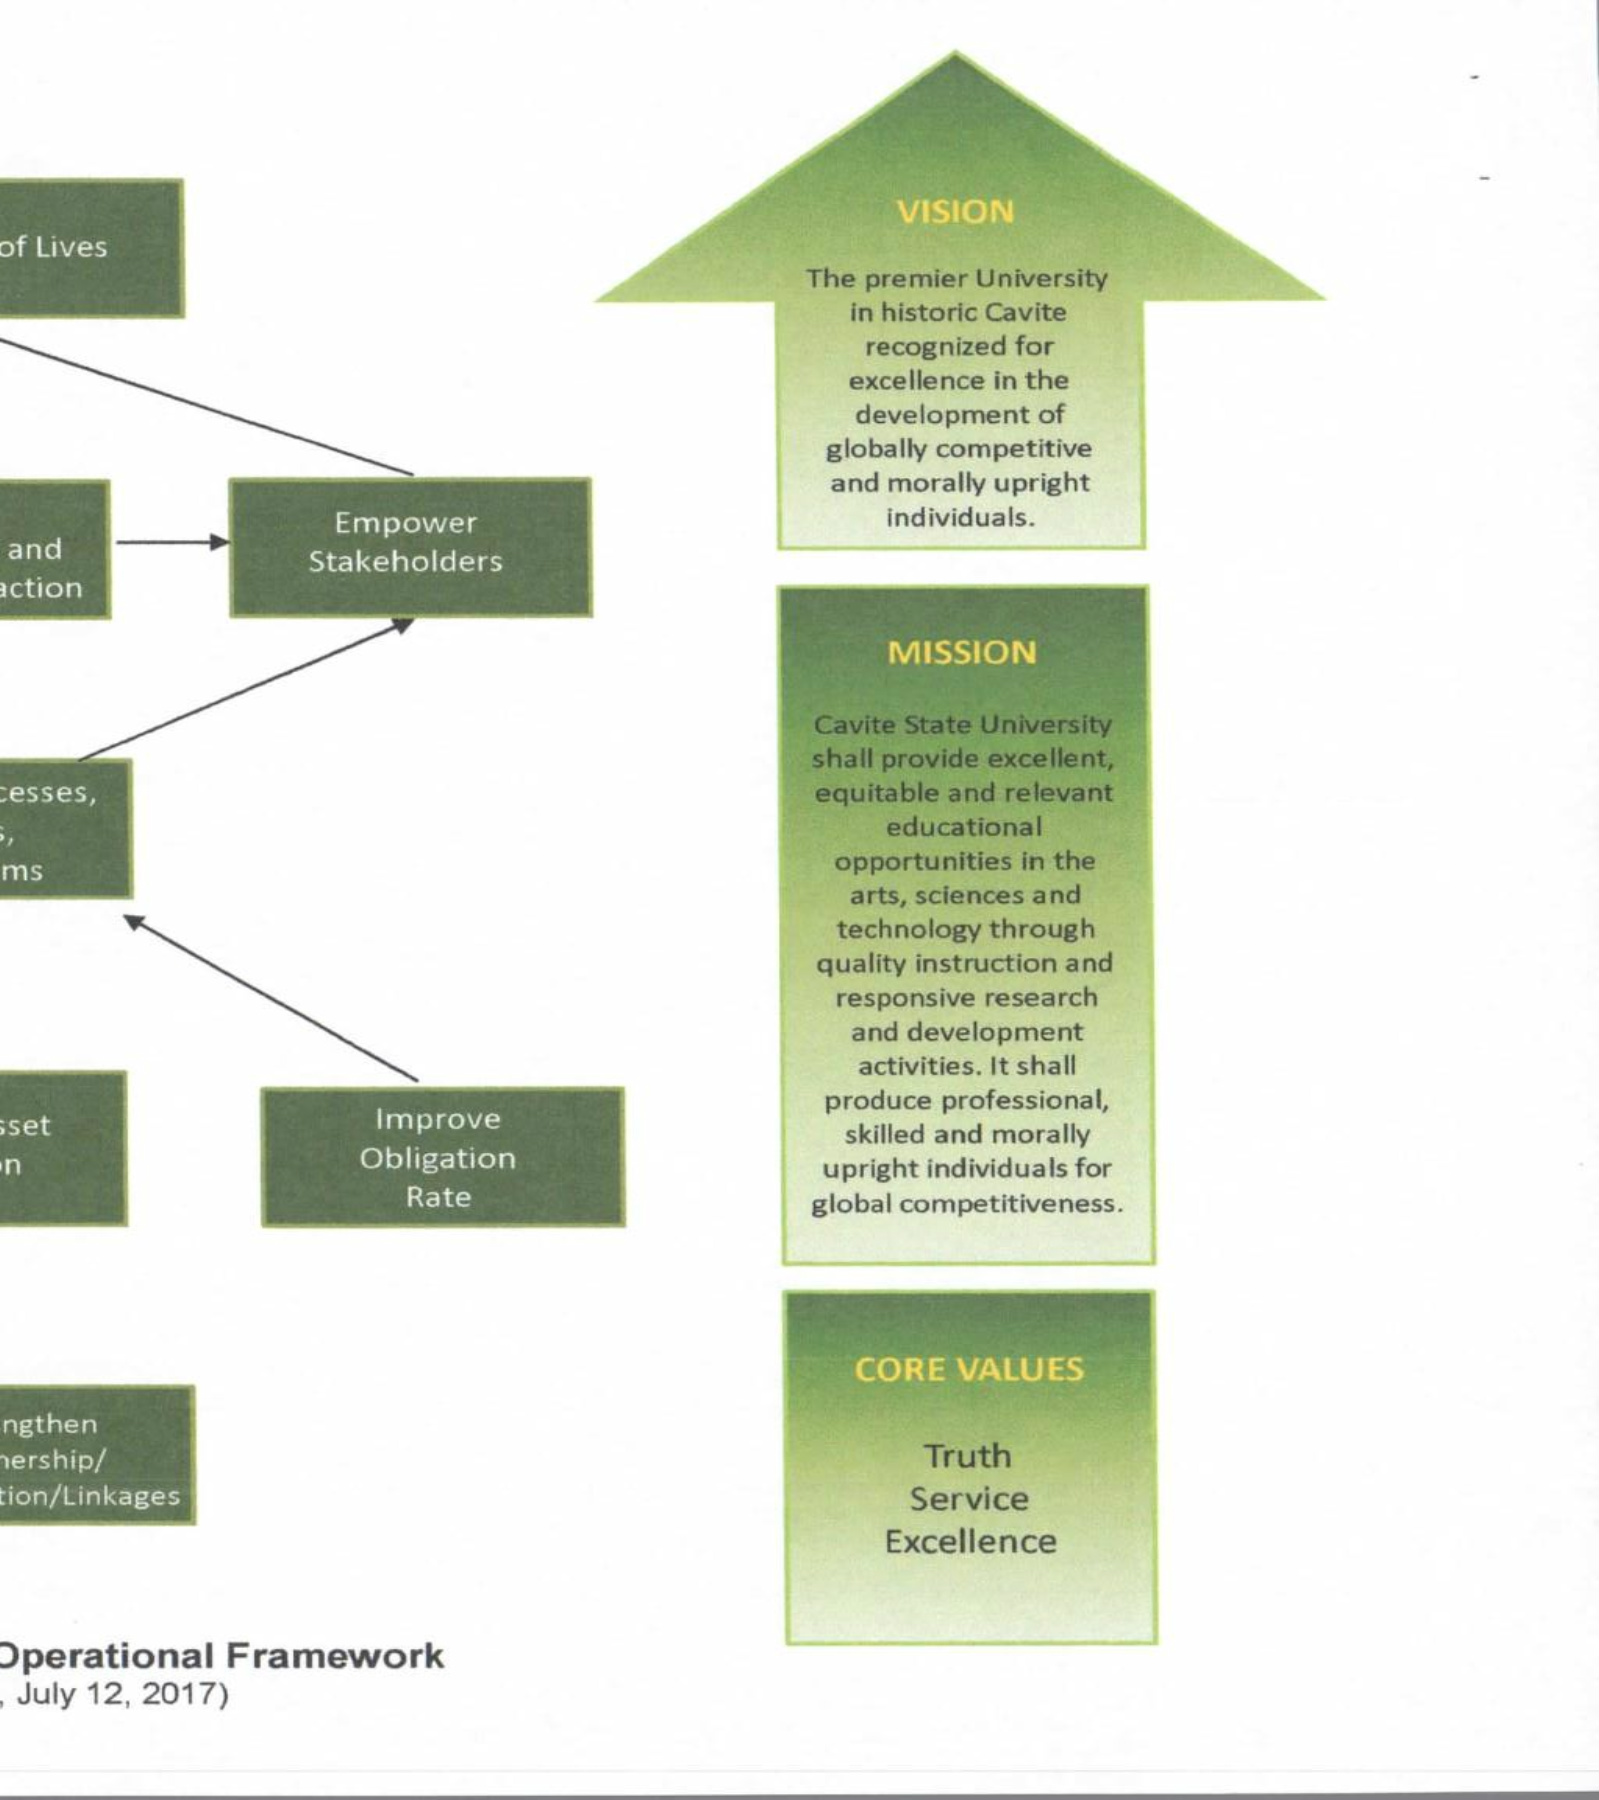 of Lives
and
action
Empower
Stakeholders
cesses,
s,
ms
sset
on
Improve
Obligation
Rate
ngthen
nership/
tion/Linkages
Operational Framework
, July 12, 2017)
VISION
The premier University
in historic Cavite
recognized for
excellence in the
development of
globally competitive
and morally upright
individuals.
MISSION
Cavite State University
shall provide excellent,
equitable and relevant
educational
opportunities in the
arts, sciences and
technology through
quality instruction and
responsive research
and development
activities. It shall
produce professional,
skilled and morally
upright individuals for
global competitiveness.
CORE VALUES
Truth
Service
Excellence